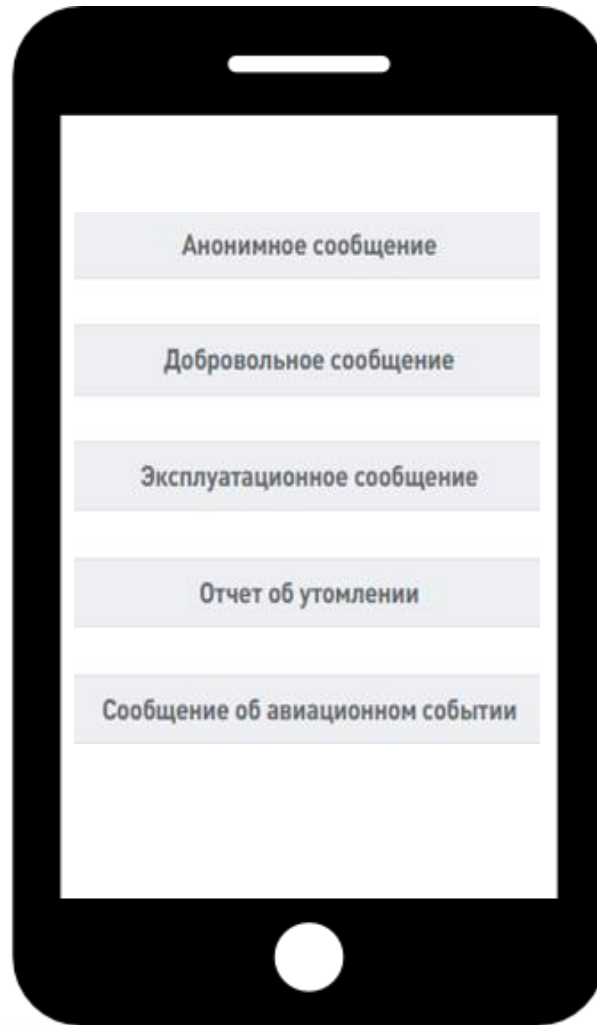 Анонимное сообщение
Добровольное сообщение
Эксплуатационное сообщение
Отчет об утомлении
Сообщение об авиационном событии